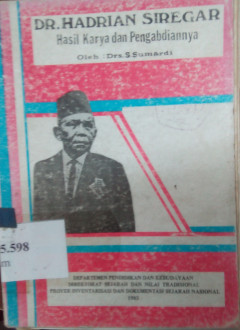 DR. HADRIAN SIREGAR
Hasil Karya dan Pengabdiannya
Oleh : Drs. S Sumardi
5.598
m
DEPARTEMEN PENDIDIKAN DAN KEBUDAYAAN
DIREKTORAT SEJARAH DAN NILAI TRADISIONAL
PROYEK INVENTARISASI DAN DOKUMENTASI SEJARAH NASIONAL